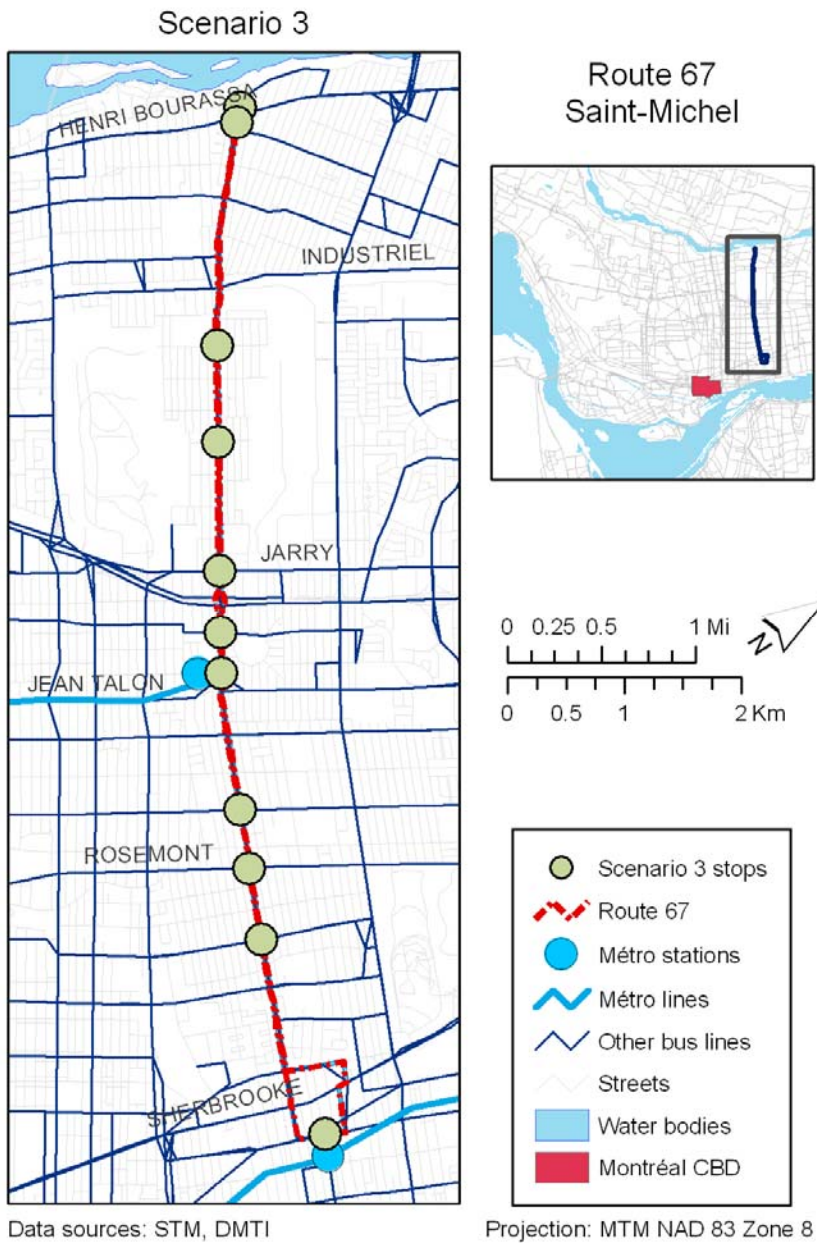 Scenario 3
HENRI BOURASSA
INDUSTRIEL
JARRY
JEAN TALON
ROSEMONT
SHERBROOKE
Data sources: STM, DMTI
Route 67
Saint-Michel
0 0.25 0.5 1 Mi
0 0.5 1 2 Km
N
Scenario 3 stops
Route 67
Métro stations
Métro lines
Other bus lines
Streets
Water bodies
Montréal CBD
Projection: MTM NAD 83 Zone 8